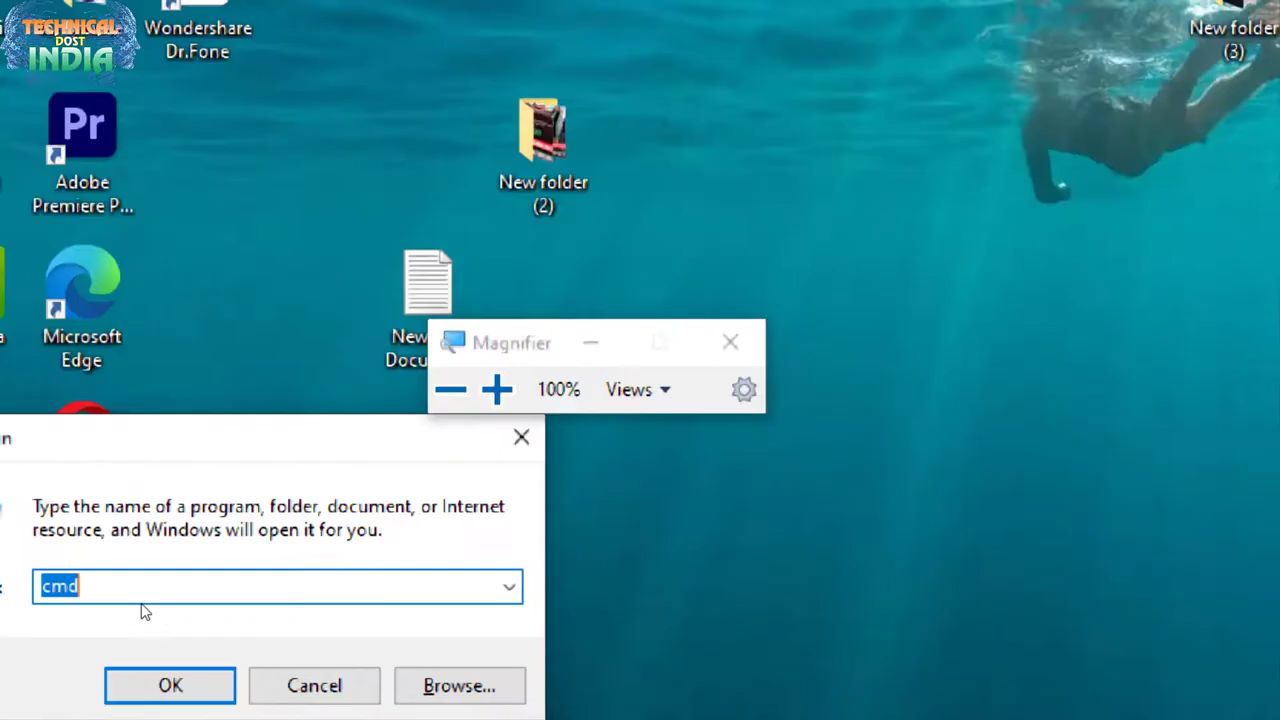 TECHNICAL
DOST
INDIA
Wondershare
Dr.Fone
New folder
(3)
Pr
Adobe
Premiere P...
New folder
(2)
Microsoft
Edge
New
Docu
Magnifier
100%
Views
Type the name of a program, folder, document, or Internet
resource, and Windows will open it for you.
cmd
OK
Cancel
Browse...